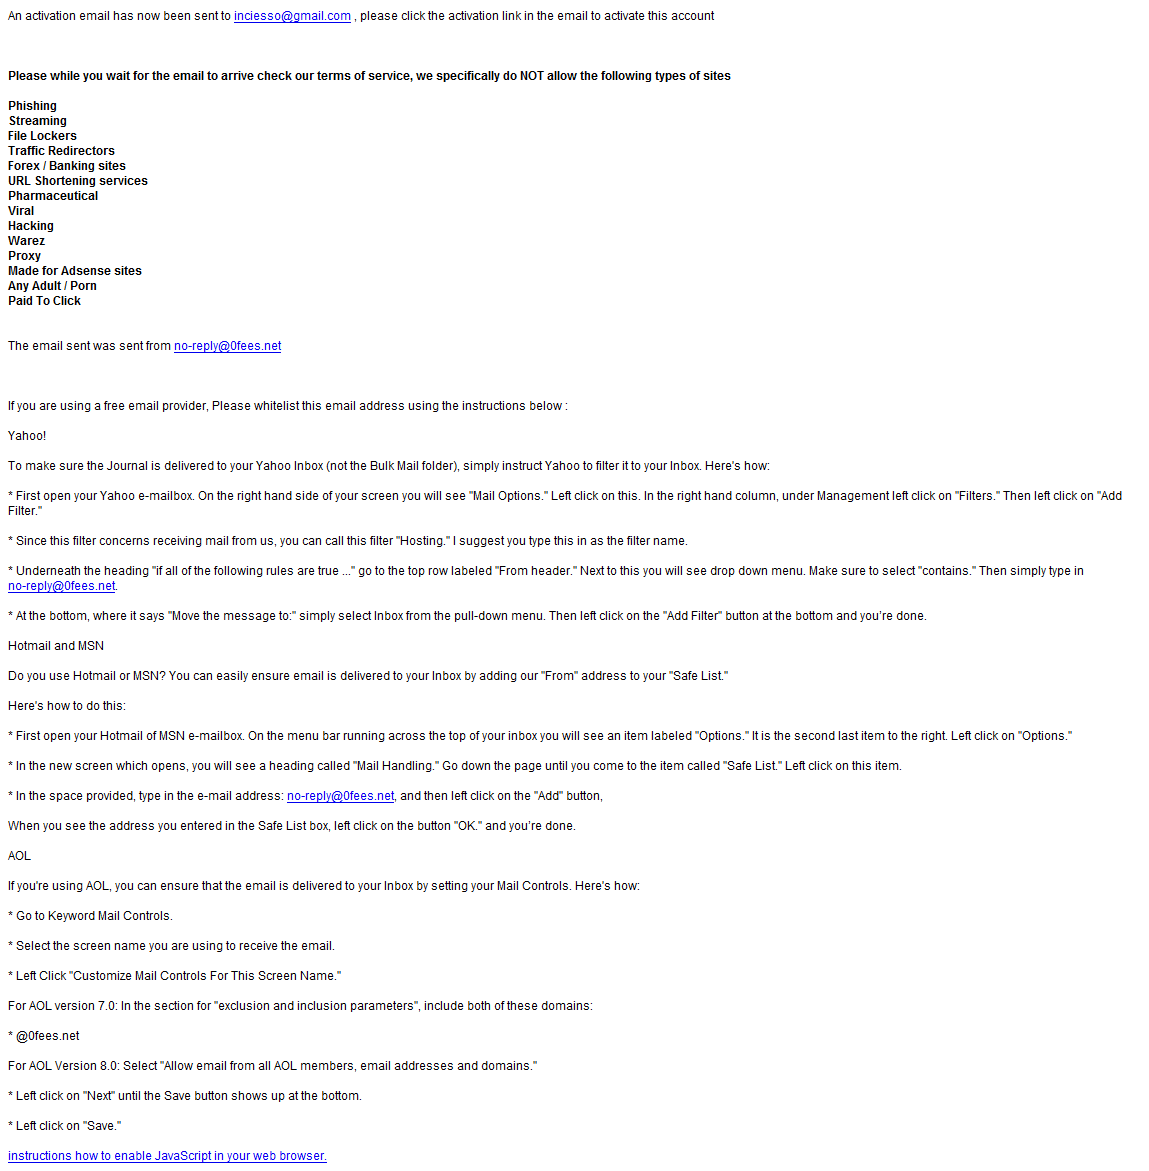 An activation email has now been sent to inciesso@gmail.com , please click the activation link in the email to activate this account
Please while you wait for the email to arrive check our terms of service, we specifically do NOT allow the following types of sites
Phishing
Streaming
File Lockers
Traffic Redirectors
Forex / Banking sites
URL Shortening services
Pharmaceutical
Viral
Hacking
Warez
Proxy
Made for Adsense sites
Any Adult / Porn
Paid To Click
The email sent was sent from no-reply@0fees.net
If you are using a free email provider, Please whitelist this email address using the instructions below :
Yahoo!
To make sure the Journal is delivered to your Yahoo Inbox (not the Bulk Mail folder), simply instruct Yahoo to filter it to your Inbox. Here's how:
* First open your Yahoo e-mailbox. On the right hand side of your screen you will see "Mail Options." Left click on this. In the right hand column, under Management left click on "Filters." Then left click on "Add
Filter."
* Since this filter concerns receiving mail from us, you can call this filter "Hosting." I suggest you type this in as the filter name.
* Underneath the heading "if all of the following rules are true ..." go to the top row labeled "From header." Next to this you will see drop down menu. Make sure to select "contains." Then simply type in
no-reply@0fees.net.
* At the bottom, where it says "Move the message to:" simply select Inbox from the pull-down menu. Then left click on the "Add Filter" button at the bottom and you're done.
Hotmail and MSN
Do you use Hotmail or MSN? You can easily ensure email is delivered to your Inbox by adding our "From" address to your "Safe List."
Here's how to do this:
* First open your Hotmail of MSN e-mailbox. On the menu bar running across the top of your inbox you will see an item labeled "Options." It is the second last item to the right. Left click on "Options."
* In the new screen which opens, you will see a heading called "Mail Handling." Go down the page until you come to the item called "Safe List." Left click on this item.
* In the space provided, type in the e-mail address: no-reply@0fees.net, and then left click on the "Add" button,
When you see the address you entered in the Safe List box, left click on the button "OK." and you're done.
AOL
If you're using AOL, you can ensure that the email is delivered to your Inbox by setting your Mail Controls. Here's how:
* Go to Keyword Mail Controls.
* Select the screen name you are using to receive the email.
* Left Click "Customize Mail Controls For This Screen Name."
For AOL version 7.0: In the section for "exclusion and inclusion parameters", include both of these domains:
* @0fees.net
For AOL Version 8.0: Select "Allow email from all AOL members, email addresses and domains."
* Left click on "Next" until the Save button shows up at the bottom.
* Left click on "Save."
instructions how to enable JavaScript in your web browser.